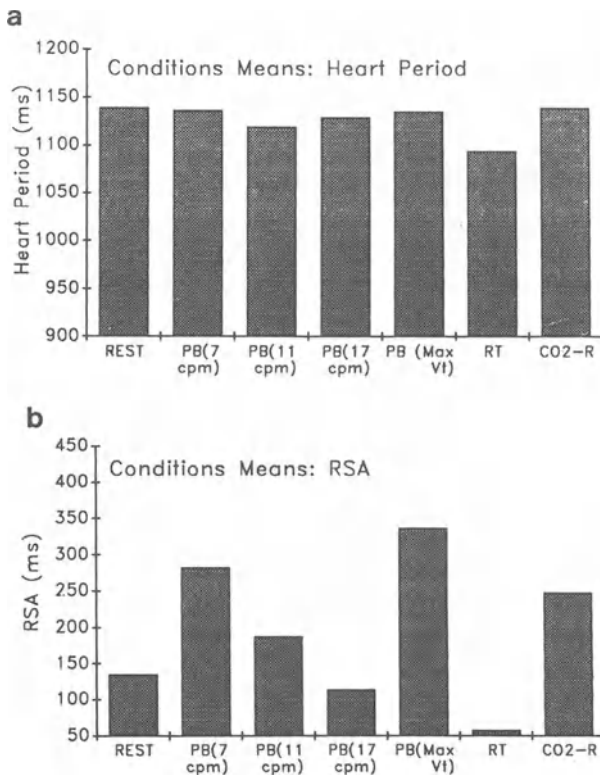 a
Conditions Means: Heart Period
Heart Period (ms)
1200
1150
1100
1050
1000
950
900
REST PB(7 cpm) PB(11 cpm) PB(17 cpm) PB (Max Vt) RT CO2-R
b
Conditions Means: RSA
RSA (ms)
450
400
350
300
250
200
150
100
50
REST PB(7 cpm) PB(11 cpm) PB(17 cpm) PB(Max Vt) RT CO2-R